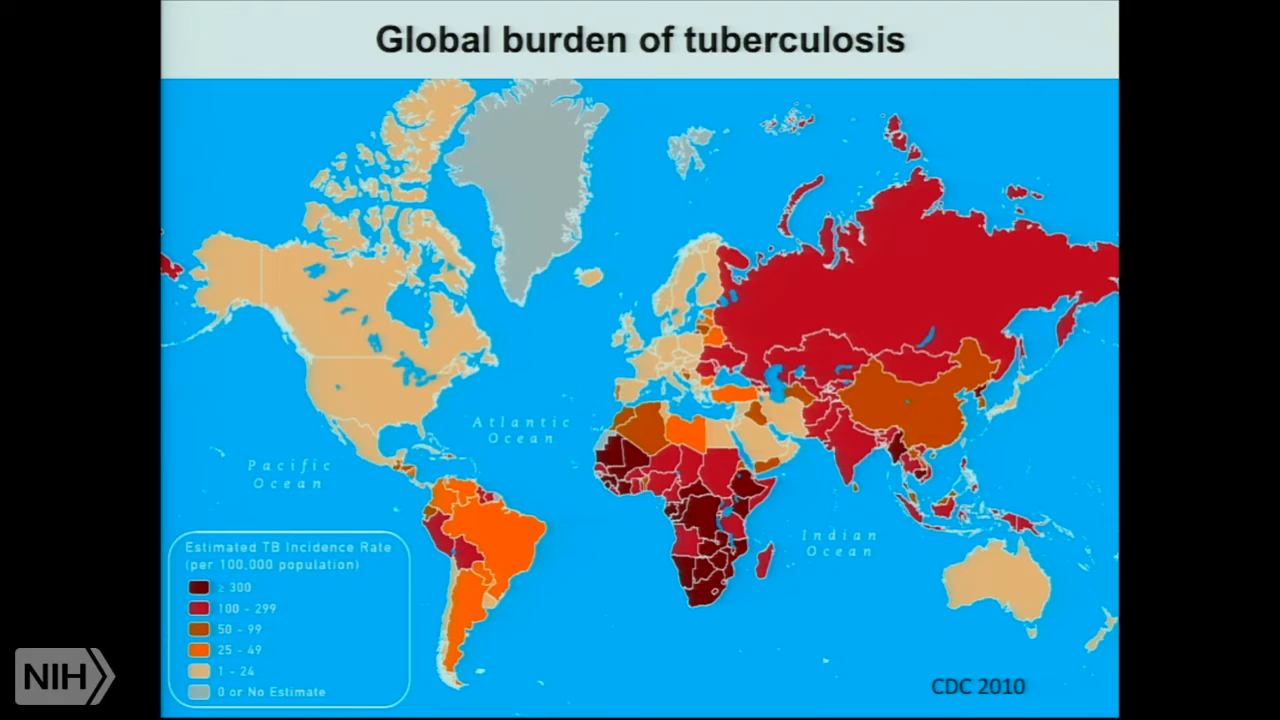 Global burden of tuberculosis
Atlantic
Ocean
Pacific
Ocean
Indian
Ocean
Estimated TB Incidence Rate
(per 100,000 population)
≥ 300
100 - 299
50 - 99
25 - 49
1 - 24
0 or No Estimate
NIH
CDC 2010